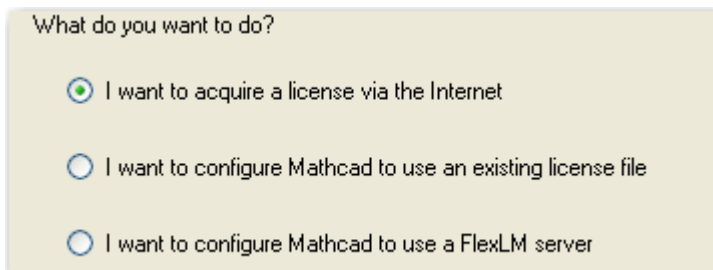 What do you want to do?
I want to acquire a license via the Internet
I want to configure Mathcad to use an existing license file
I want to configure Mathcad to use a FlexLM server